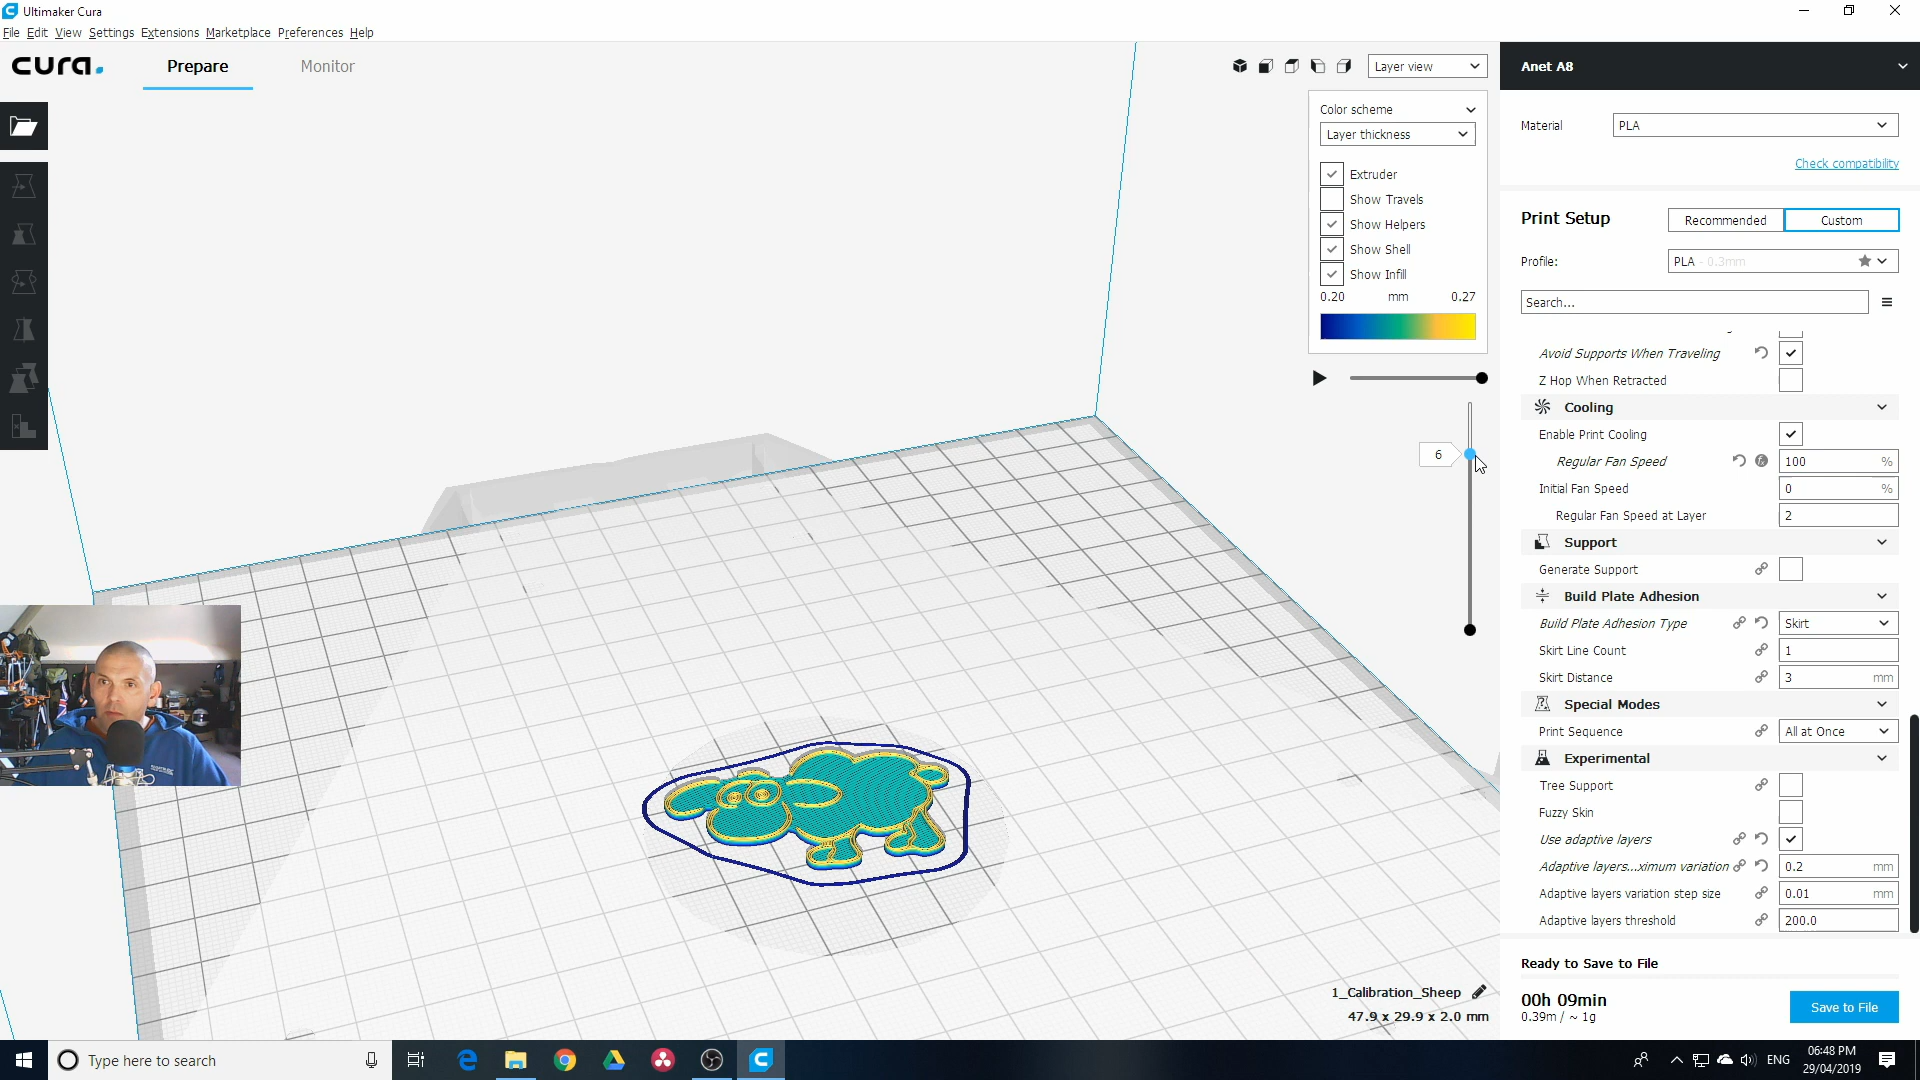 Ultimaker Cura
File Edit View Settings Extensions Marketplace Preferences Help
cura.
Prepare
Monitor
Layer view
Anet A8
Color scheme
Layer thickness
Extruder
Show Travels
Show Helpers
Show Shell
Show Infill
0.20 mm 0.27
6
Material
PLA
Check compatibility
Print Setup
Recommended
Custom
Profile:
PLA - 0.3mm
Search...
Avoid Supports When Traveling
Z Hop When Retracted
Cooling
Enable Print Cooling
Regular Fan Speed 100 %
Initial Fan Speed 0 %
Regular Fan Speed at Layer 2
Support
Generate Support
Build Plate Adhesion
Build Plate Adhesion Type Skirt
Skirt Line Count 1
Skirt Distance 3 mm
Special Modes
Print Sequence All at Once
Experimental
Tree Support
Fuzzy Skin
Use adaptive layers
Adaptive layers...ximum variation 0.2 mm
Adaptive layers variation step size 0.01 mm
Adaptive layers threshold 200.0
1_Calibration_Sheep
47.9 x 29.9 x 2.0 mm
Ready to Save to File
00h 09min
0.39m / ~ 1g
Save to File
Type here to search
ENG
06:48 PM
29/04/2019